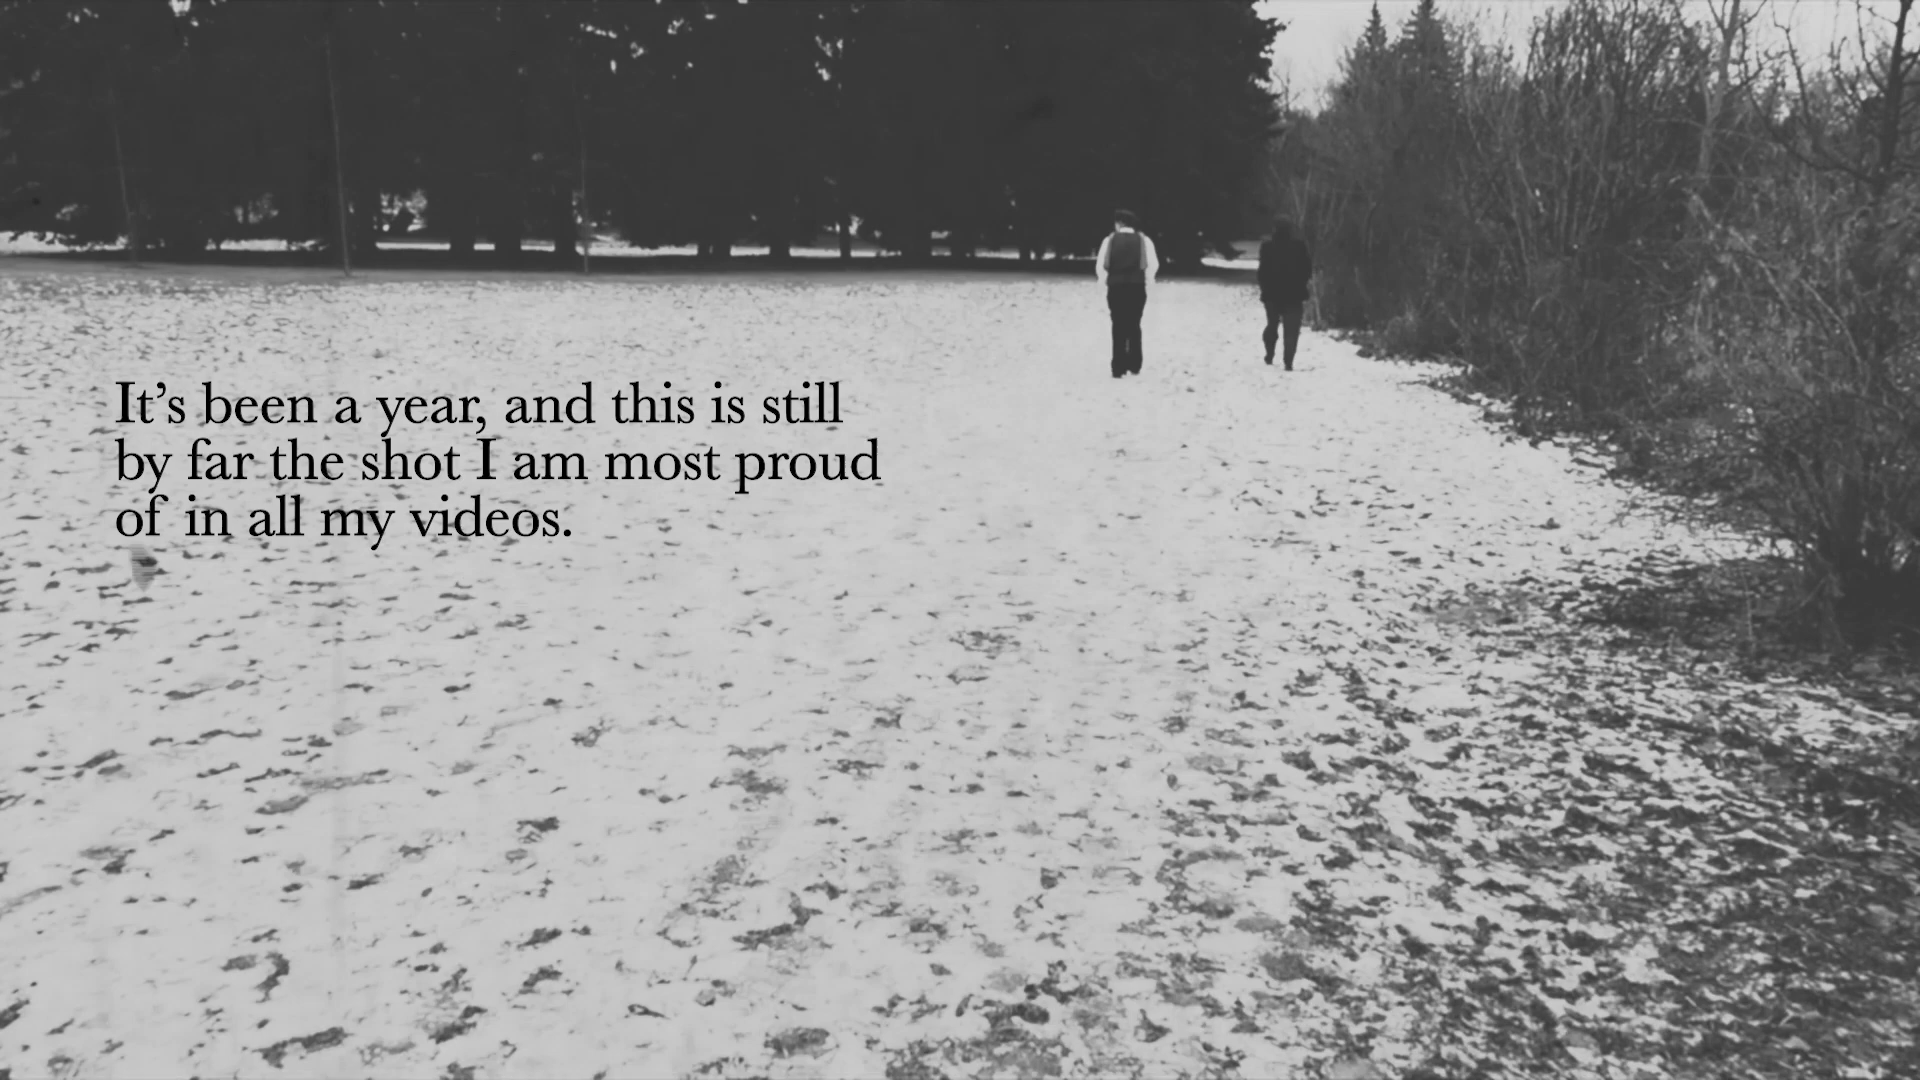 It’s been a year, and this is still
by far the shot I am most proud
of in all my videos.